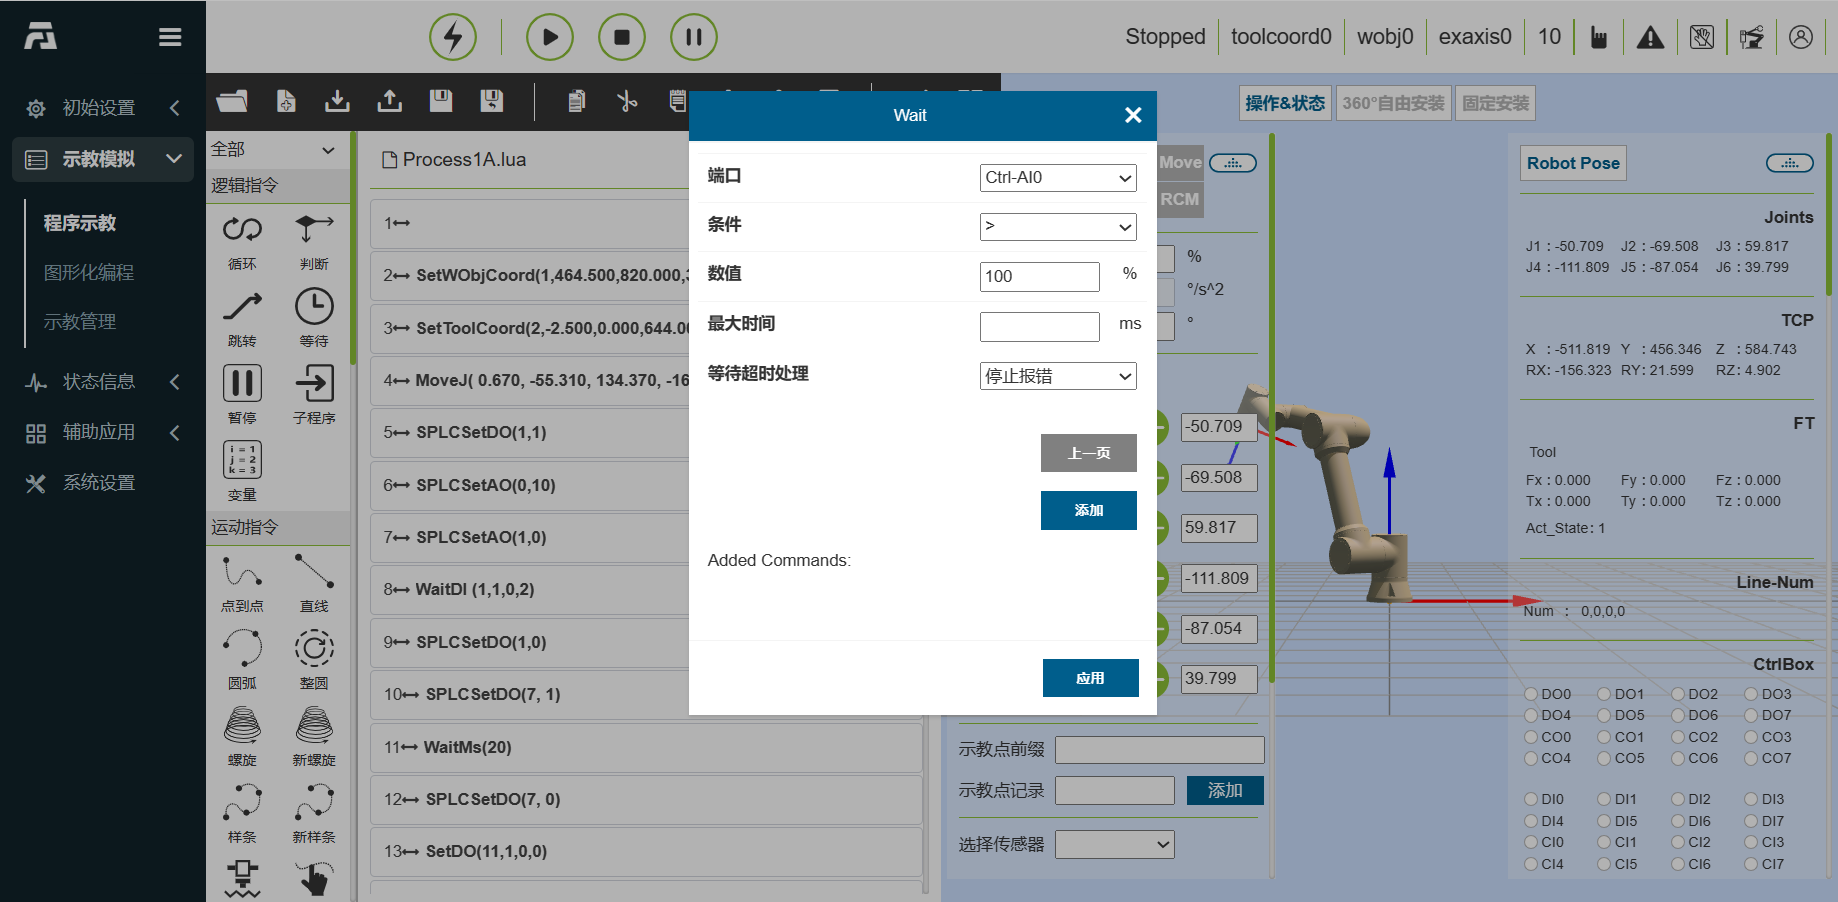 Stopped toolcoord0 wobj0 exaxis0 10
初始设置
示教模拟
程序示教
图形化编程
示教管理
状态信息
辅助应用
系统设置
全部
逻辑指令
循环 判断
跳转 等待
暂停 子程序
i = 1
j = 2
k = 3
变量
运动指令
点到点 直线
圆弧 整圆
螺旋 新螺旋
样条 新样条
Process1A.lua
1
2 SetWObjCoord(1,464.500,820.000,
3 SetToolCoord(2,-2.500,0.000,644.0
4 MoveJ( 0.670, -55.310, 134.370, -16
5 SPLCSetDO(1,1)
6 SPLCSetAO(0,10)
7 SPLCSetAO(1,0)
8 WaitDI (1,1,0,2)
9 SPLCSetDO(1,0)
10 SPLCSetDO(7, 1)
11 WaitMs(20)
12 SPLCSetDO(7, 0)
13 SetDO(11,1,0,0)
Wait
端口 Ctrl-AI0
条件 >
数值 100 %
最大时间 ms
等待超时处理 停止报错
上一页
添加
Added Commands:
应用
操作&状态 360°自由安装 固定安装
Move
RCM
%
°/s^2
°
-50.709
-69.508
59.817
-111.809
-87.054
39.799
示教点前缀
示教点记录 添加
选择传感器
Robot Pose
Joints
J1 : -50.709 J2 : -69.508 J3 : 59.817
J4 : -111.809 J5 : -87.054 J6 : 39.799
TCP
X : -511.819 Y : 456.346 Z : 584.743
RX: -156.323 RY: 21.599 RZ: 4.902
FT
Tool
Fx : 0.000 Fy : 0.000 Fz : 0.000
Tx : 0.000 Ty : 0.000 Tz : 0.000
Act_State: 1
Line-Num
Num : 0,0,0,0
CtrlBox
DO0 DO1 DO2 DO3
DO4 DO5 DO6 DO7
CO0 CO1 CO2 CO3
CO4 CO5 CO6 CO7
DI0 DI1 DI2 DI3
DI4 DI5 DI6 DI7
CI0 CI1 CI2 CI3
CI4 CI5 CI6 CI7